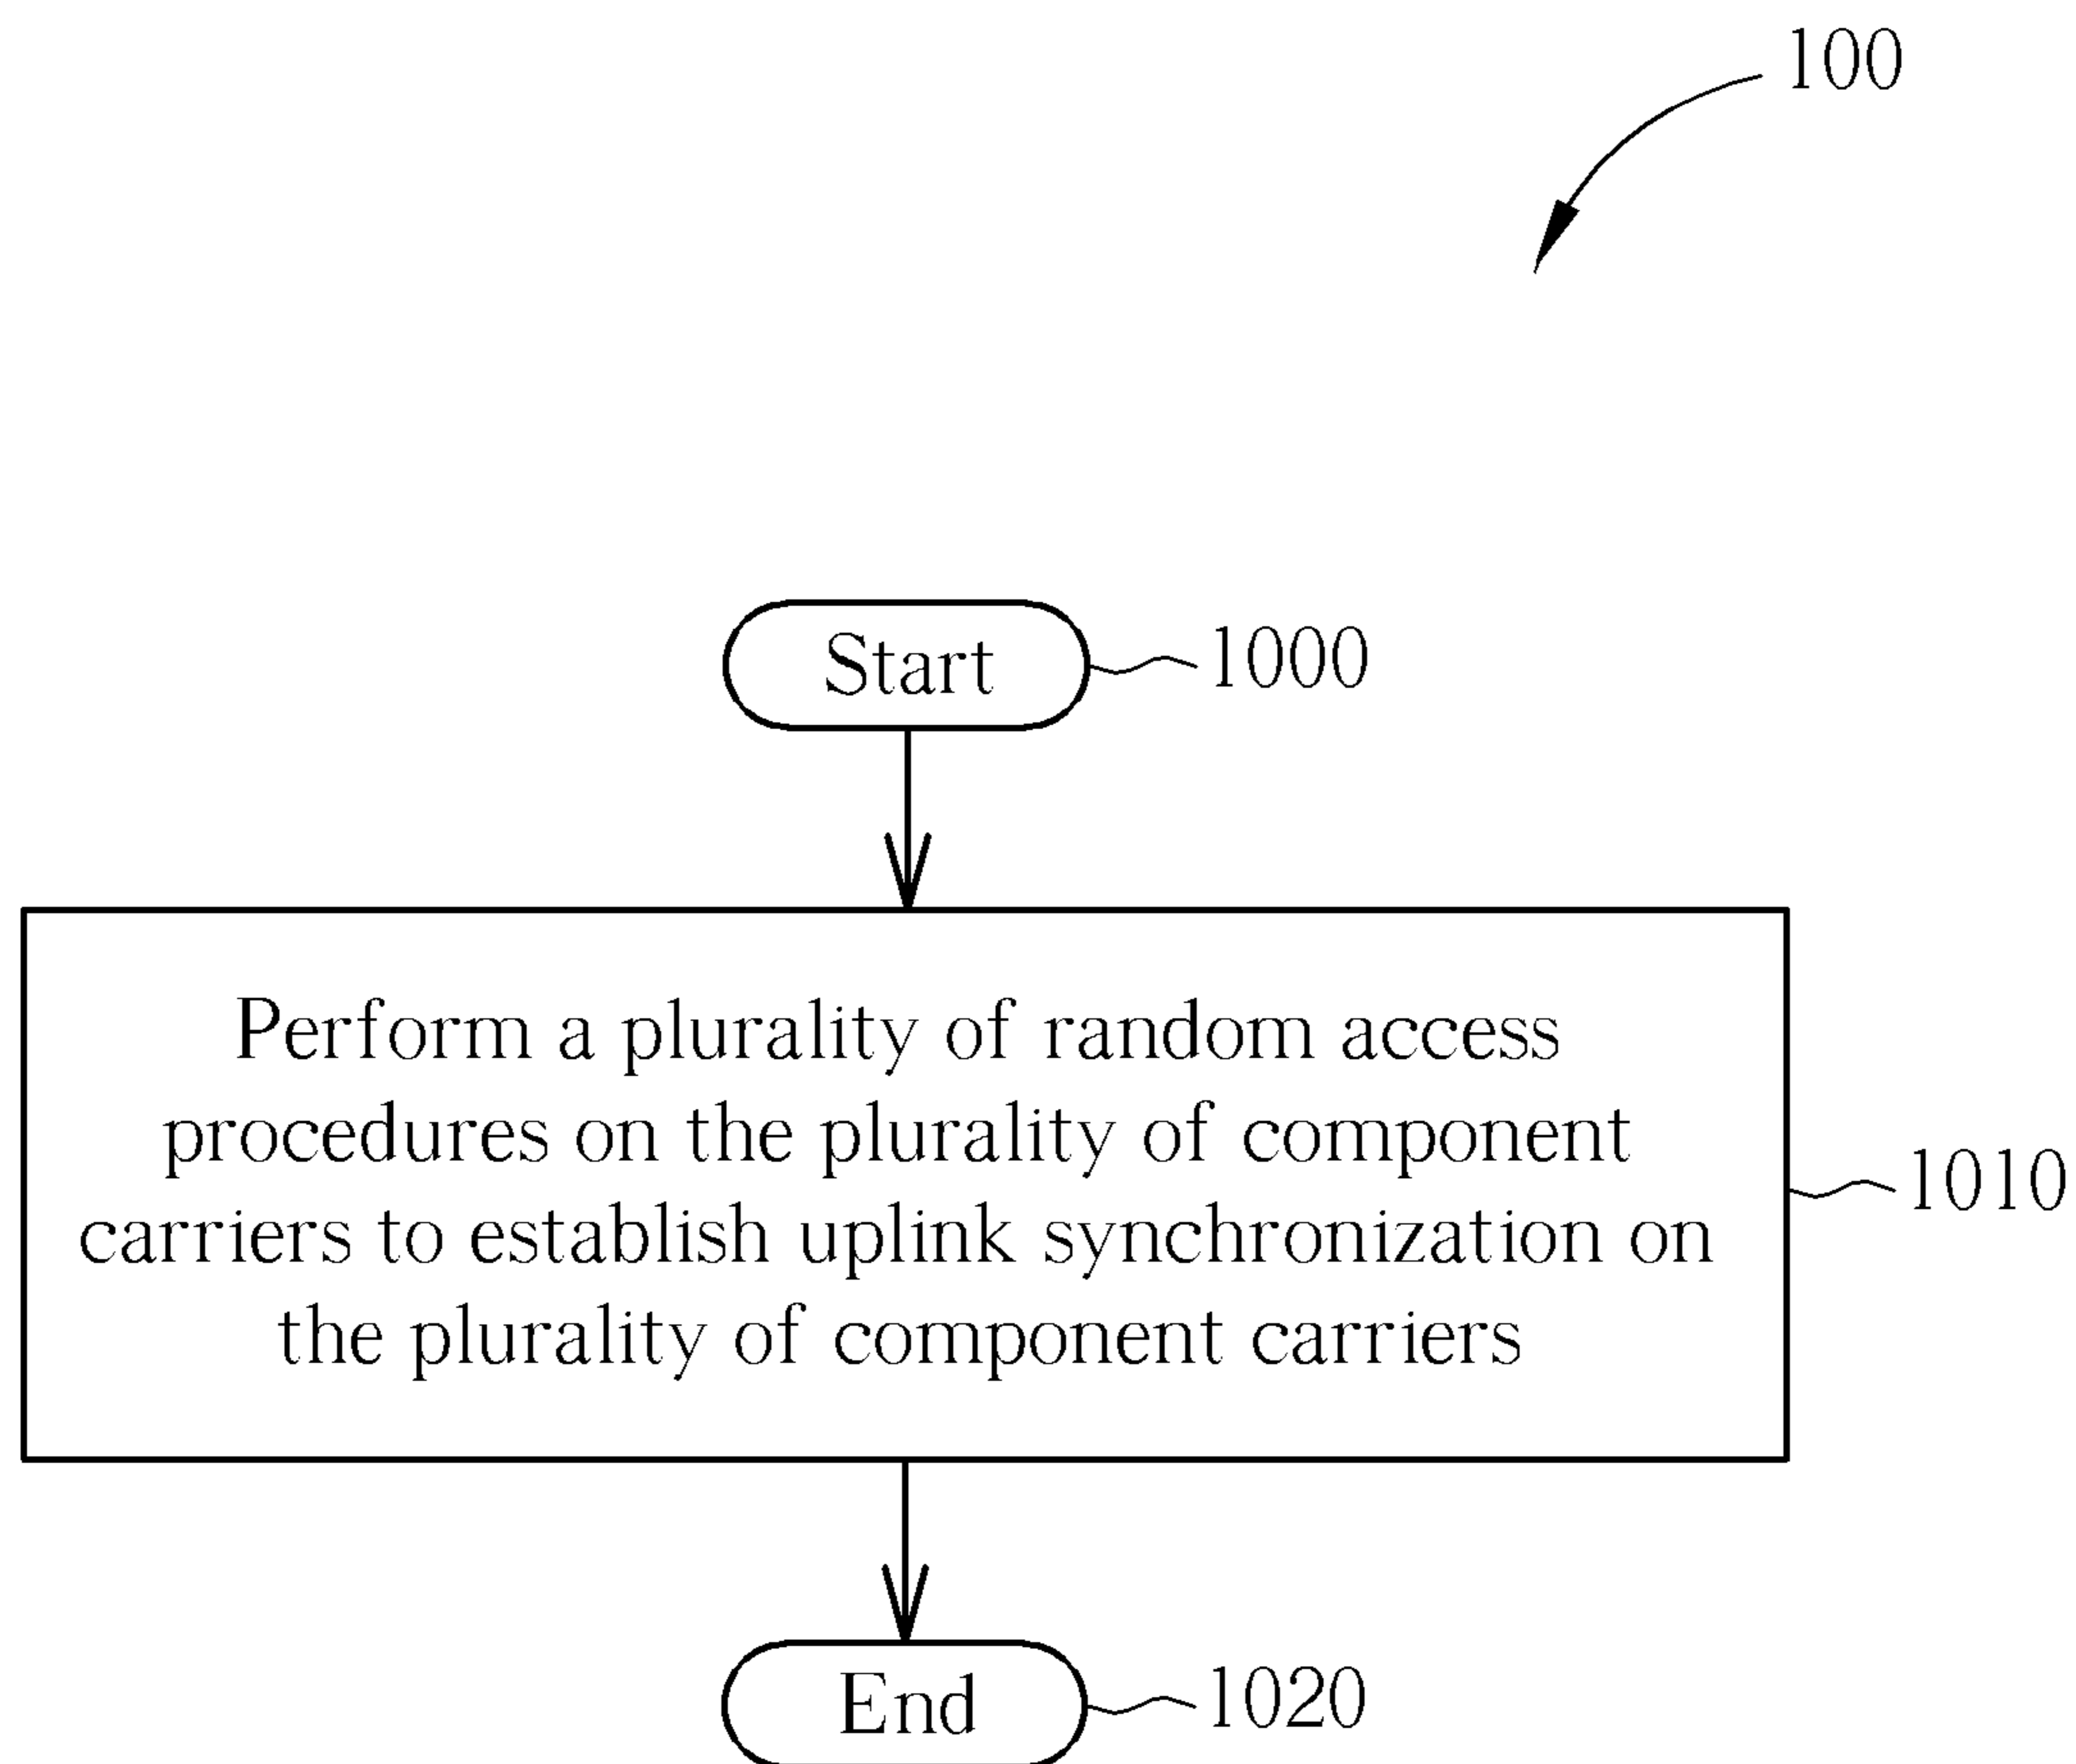 100
Start
1000
Perform a plurality of random access
procedures on the plurality of component
carriers to establish uplink synchronization on
the plurality of component carriers
1010
End
1020